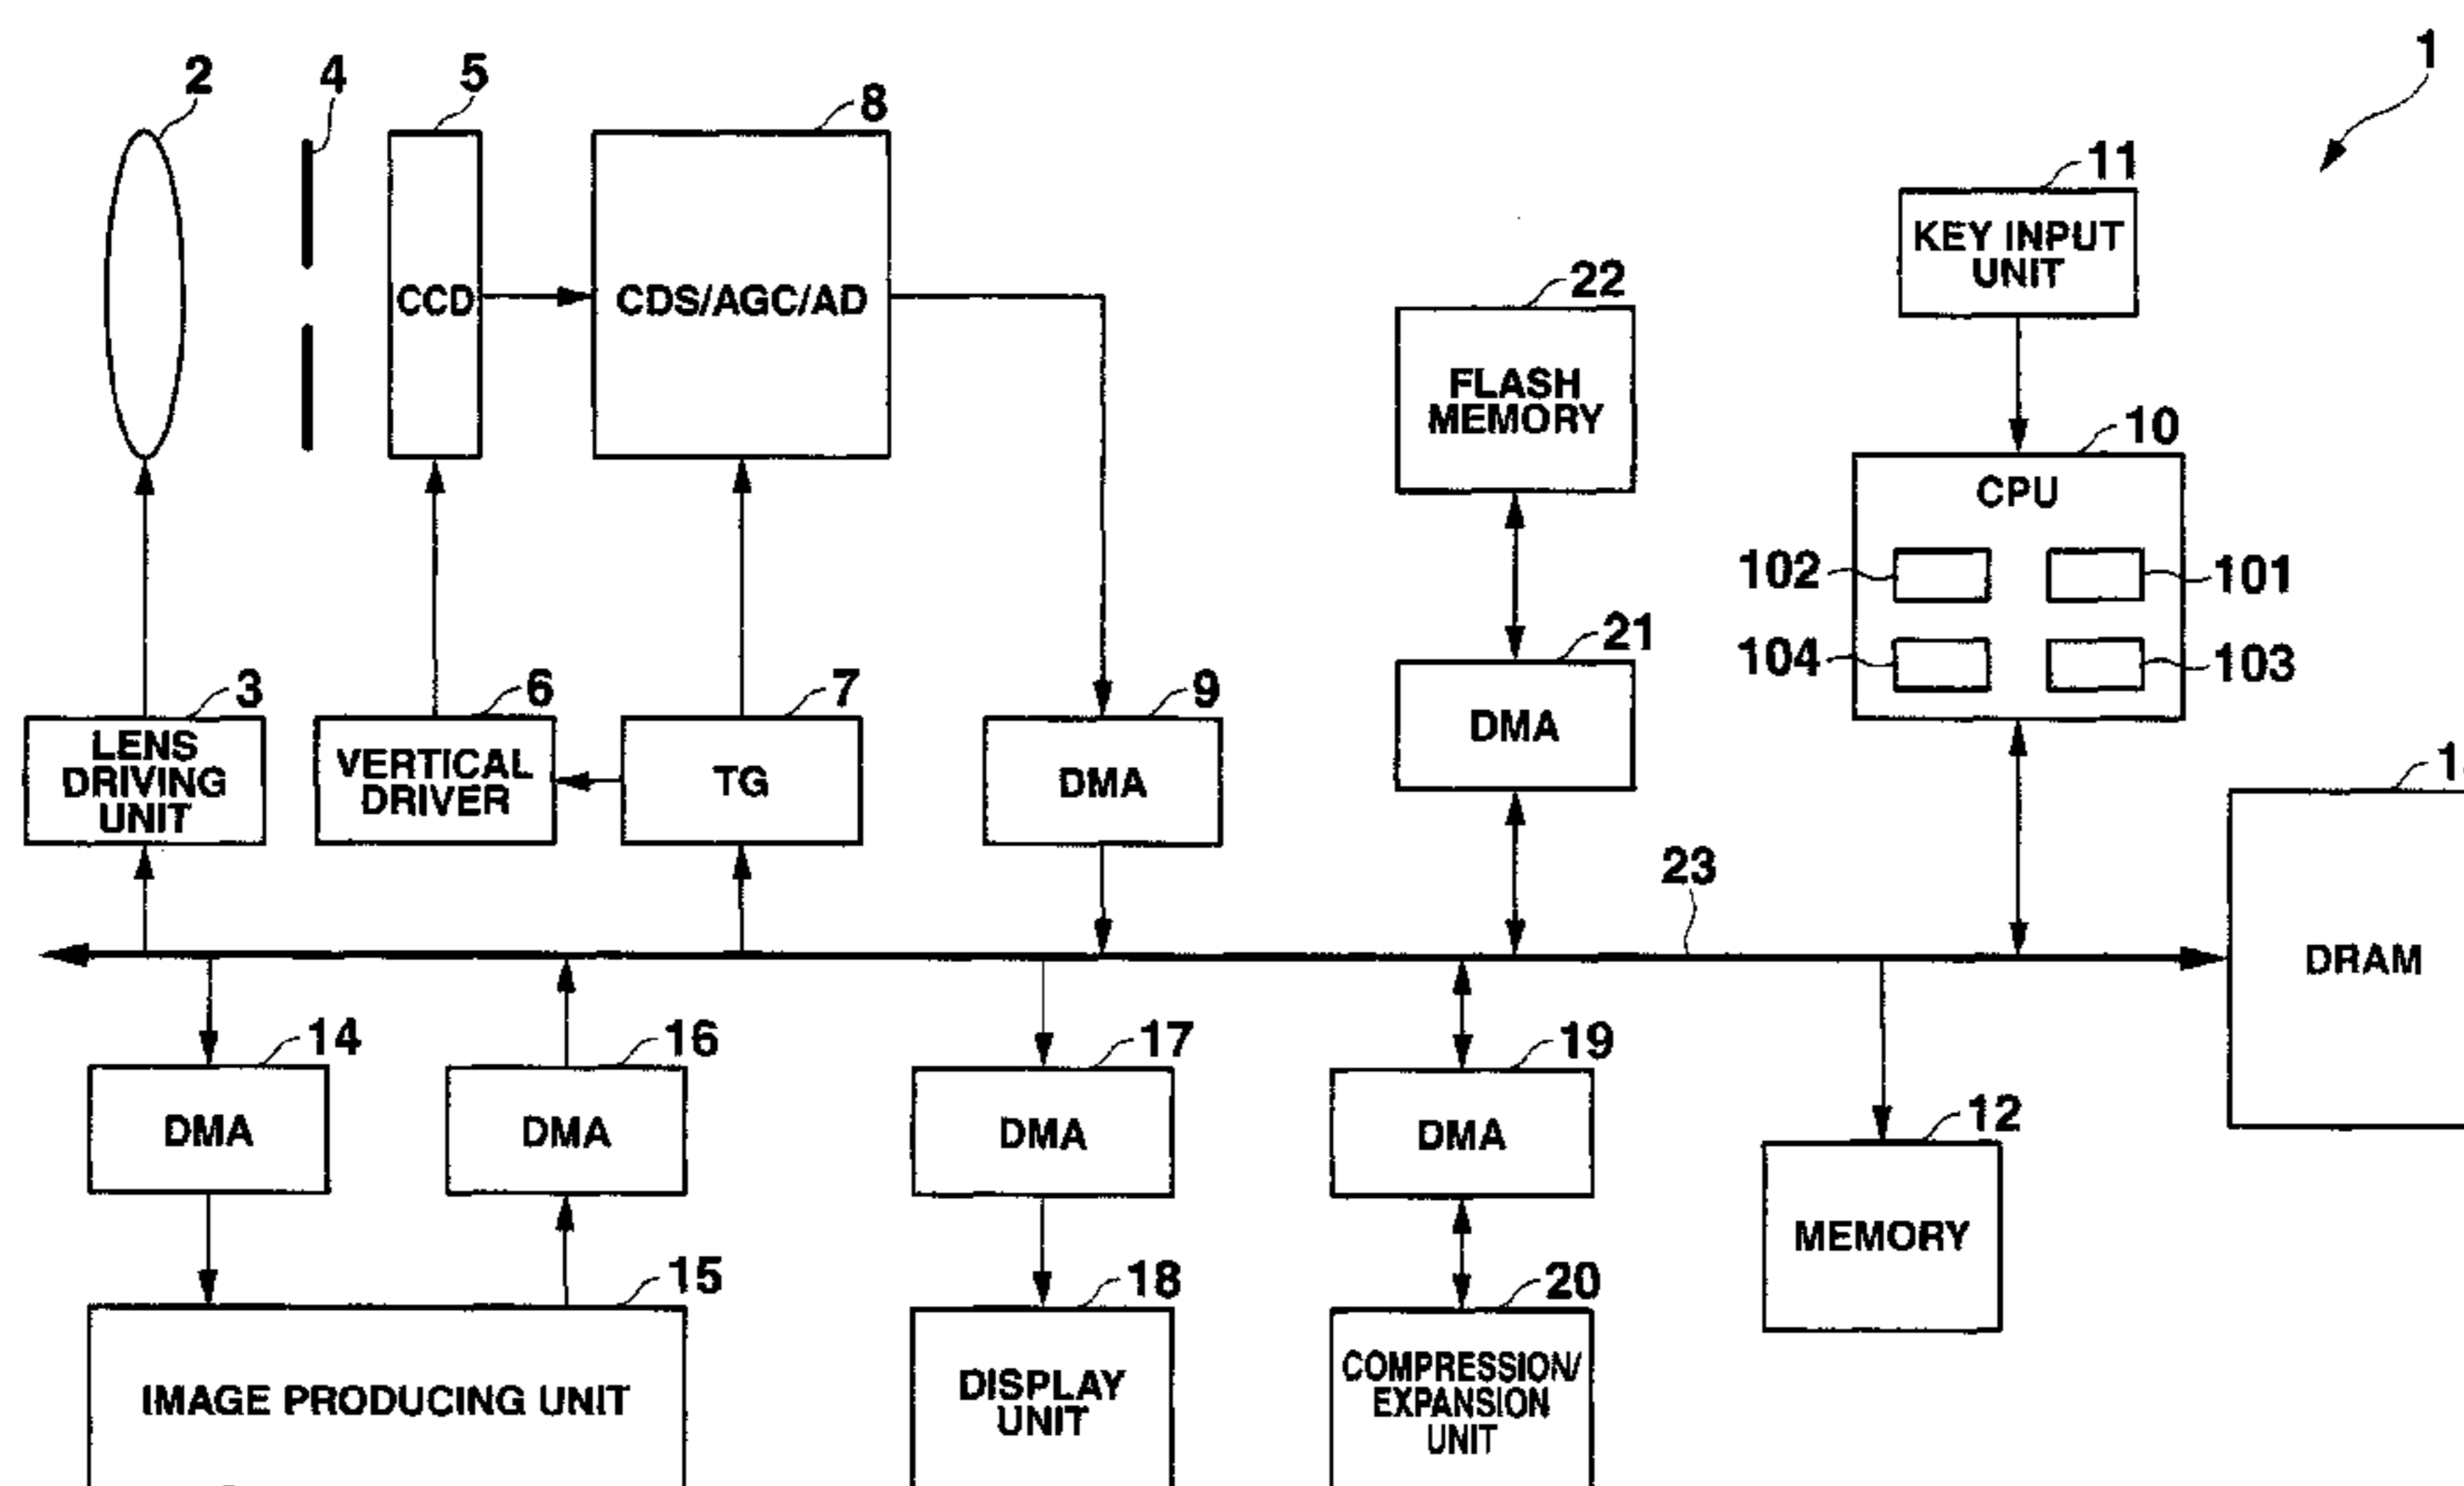 1
2
4
5
8
11
KEY INPUT
UNIT
22
CCD
CDS/AGC/AD
FLASH
MEMORY
10
CPU
102
101
104
103
21
DMA
3
LENS
DRIVING
UNIT
6
VERTICAL
DRIVER
7
TG
9
DMA
23
DRAM
14
DMA
16
DMA
17
DMA
19
DMA
12
MEMORY
15
IMAGE PRODUCING UNIT
18
DISPLAY
UNIT
20
COMPRESSION/
EXPANSION
UNIT